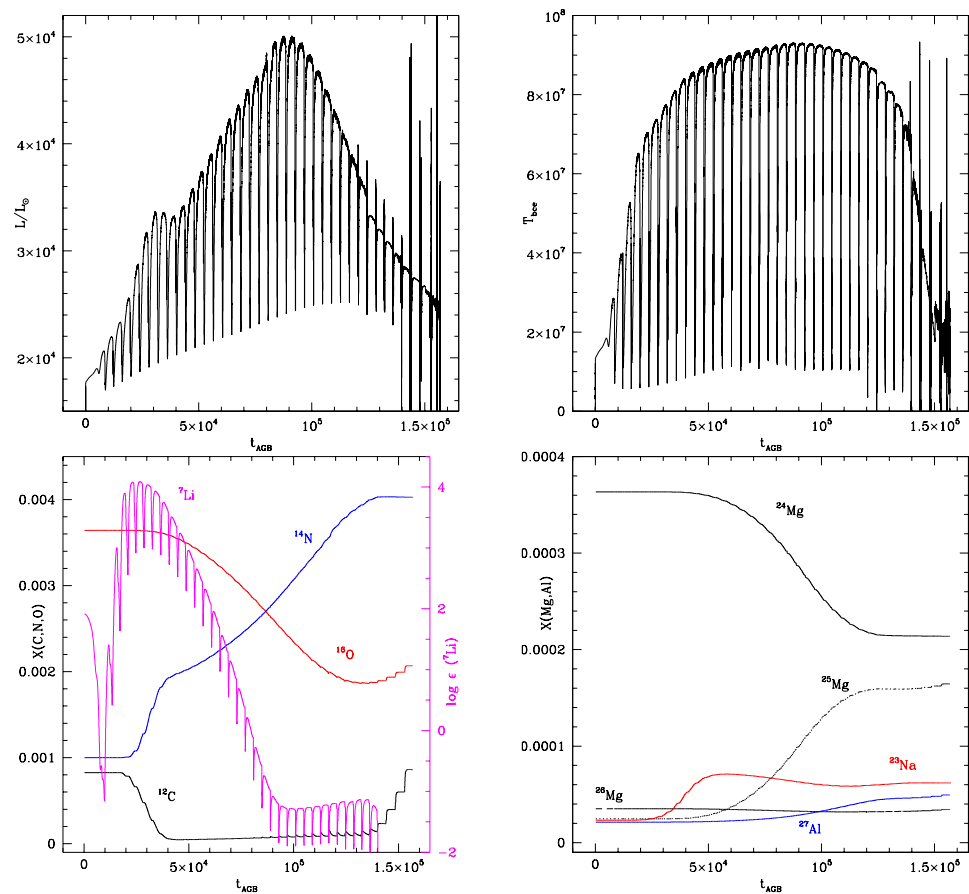 5×10⁴
4×10⁴
3×10⁴
2×10⁴
L/L⊙
0
5×10⁴
10⁵
1.5×10⁵
t_AGB
10⁸
8×10⁷
6×10⁷
4×10⁷
2×10⁷
0
T_bce
0
5×10⁴
10⁵
1.5×10⁵
t_AGB
0.004
0.003
0.002
0.001
0
X(C,N,O)
⁷Li
¹⁴N
¹⁶O
¹²C
4
2
0
-2
log ε (⁷Li)
0
5×10⁴
10⁵
1.5×10⁵
t_AGB
0.0004
0.0003
0.0002
0.0001
0
X(Mg,Al)
²⁴Mg
²⁵Mg
²³Na
²⁶Mg
²⁷Al
0
5×10⁴
10⁵
1.5×10⁵
t_AGB